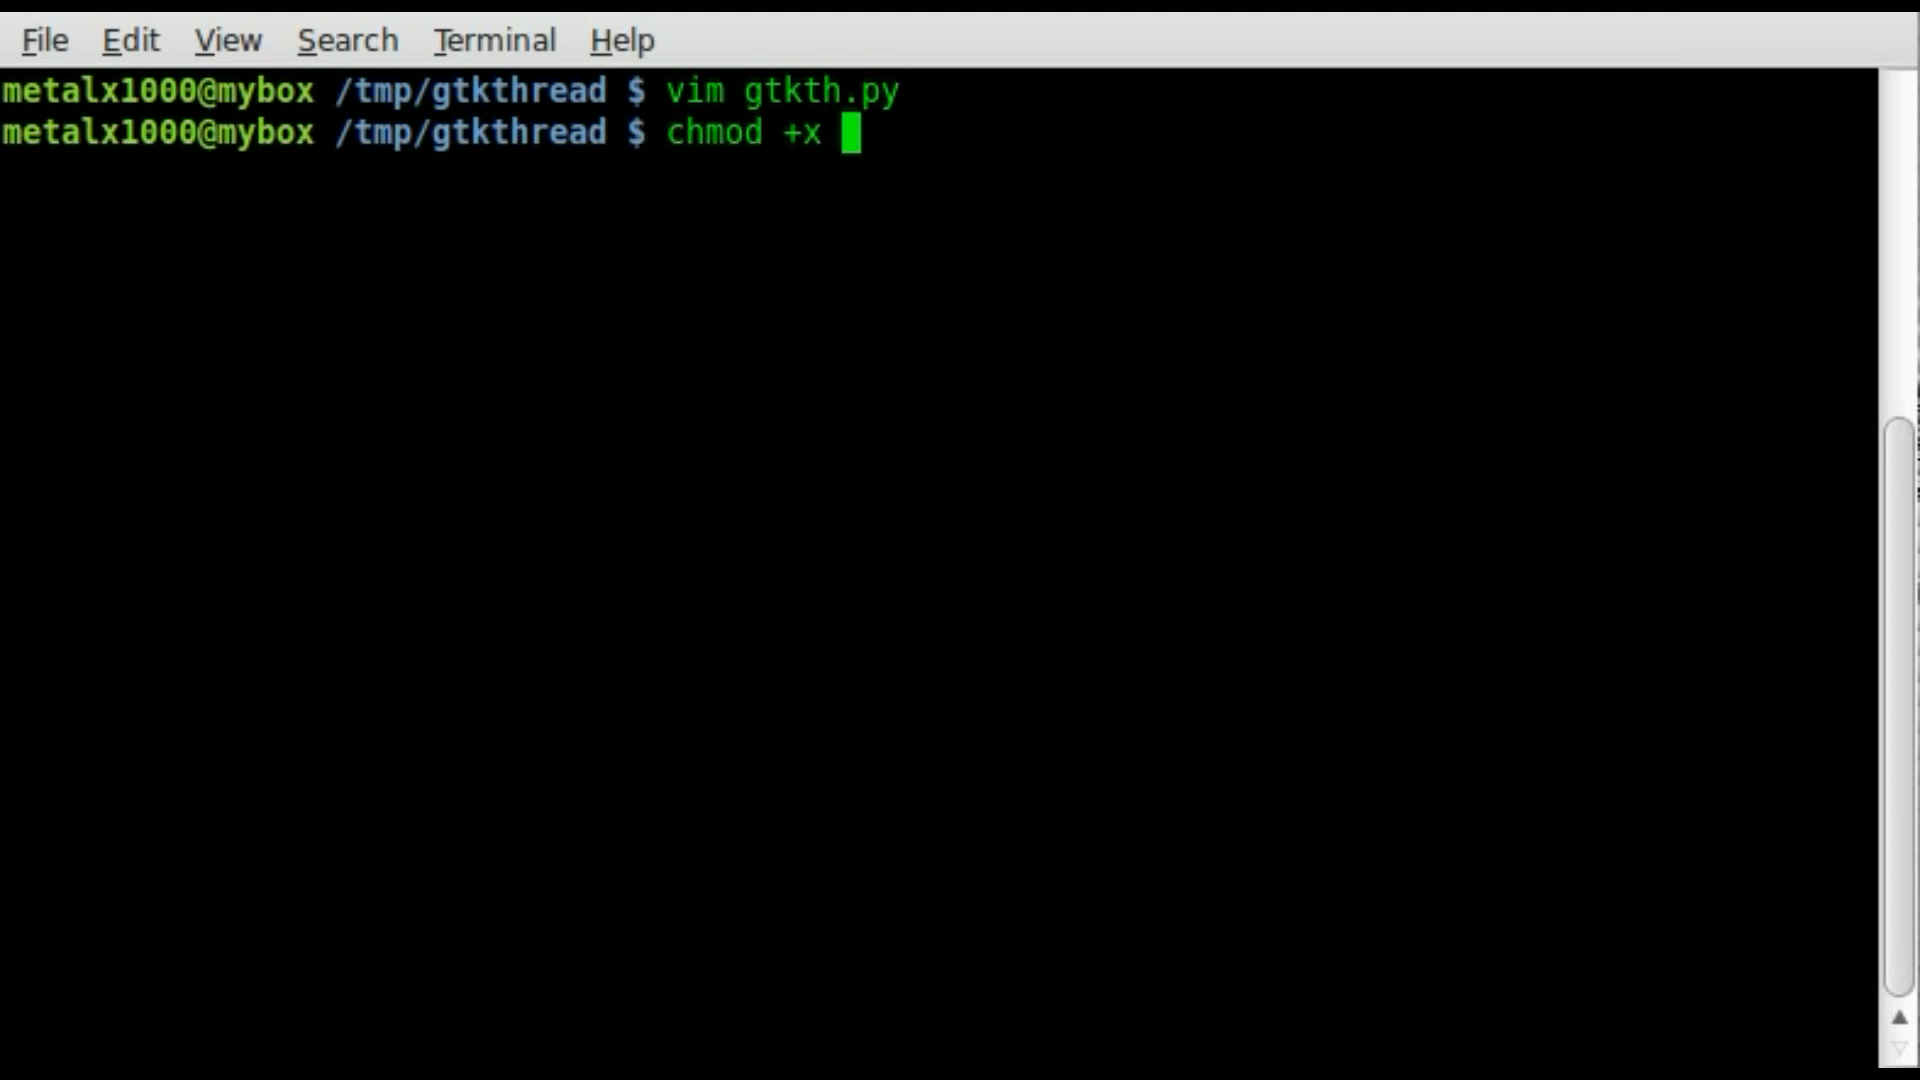 File Edit View Search Terminal Help
metalx1000@mybox /tmp/gtkthread $ vim gtkth.py
metalx1000@mybox /tmp/gtkthread $ chmod +x